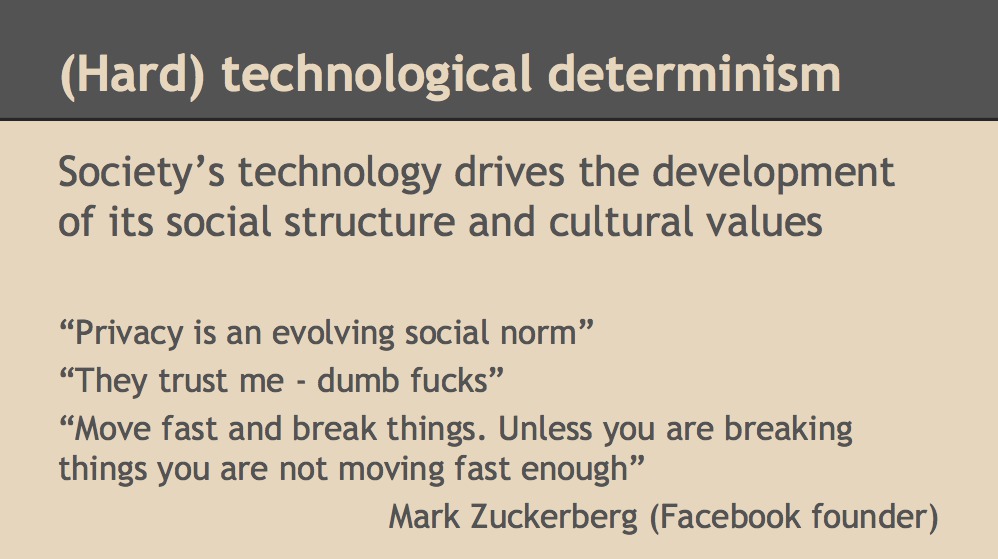 (Hard) technological determinism
Society’s technology drives the development
of its social structure and cultural values
“Privacy is an evolving social norm”
“They trust me - dumb fucks”
“Move fast and break things. Unless you are breaking
things you are not moving fast enough”
Mark Zuckerberg (Facebook founder)